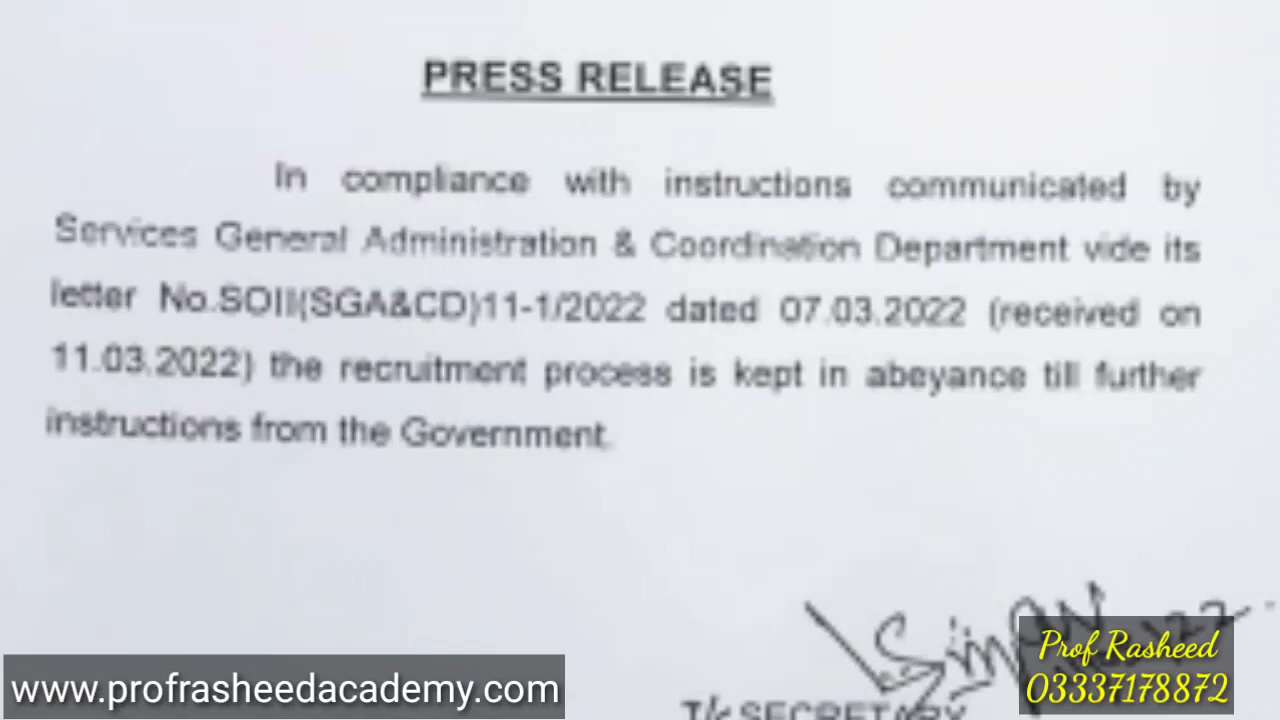 PRESS RELEASE
In compliance with instructions communicated by
Services General Administration & Coordination Department vide its
letter No.SOII(SGA&CD)11-1/2022 dated 07.03.2022 (received on
11.03.2022) the recruitment process is kept in abeyance till further
instructions from the Government.
SECRETARY
Prof Rasheed
03337178872
www.profrasheedacademy.com